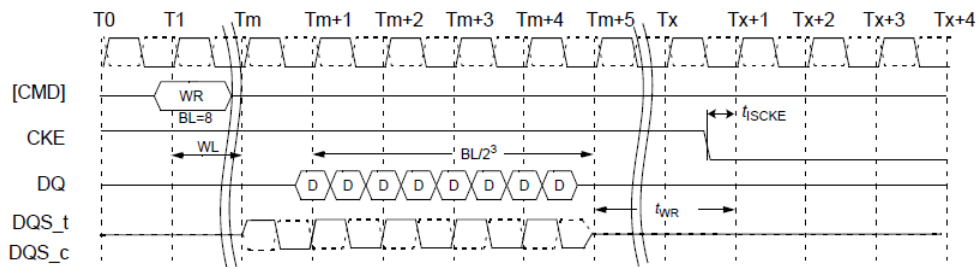 T0 T1 Tm Tm+1 Tm+2 Tm+3 Tm+4 Tm+5 Tx Tx+1 Tx+2 Tx+3 Tx+4
[CMD] WR
BL=8
CKE tISCKE
WL BL/2³
DQ D D D D D D D D
DQS_t tWR
DQS_c